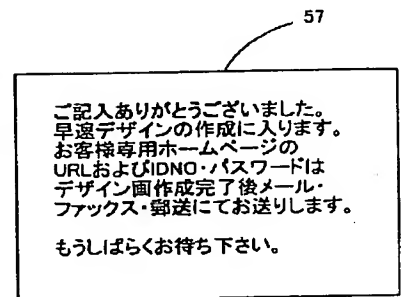 57
ご記入ありがとうございました。
早速デザインの作成に入ります。
お客様専用ホームページの
URLおよびIDNO・パスワードは
デザイン画作成完了後メール・
ファックス・郵送にてお送りします。
もうしばらくお待ち下さい。